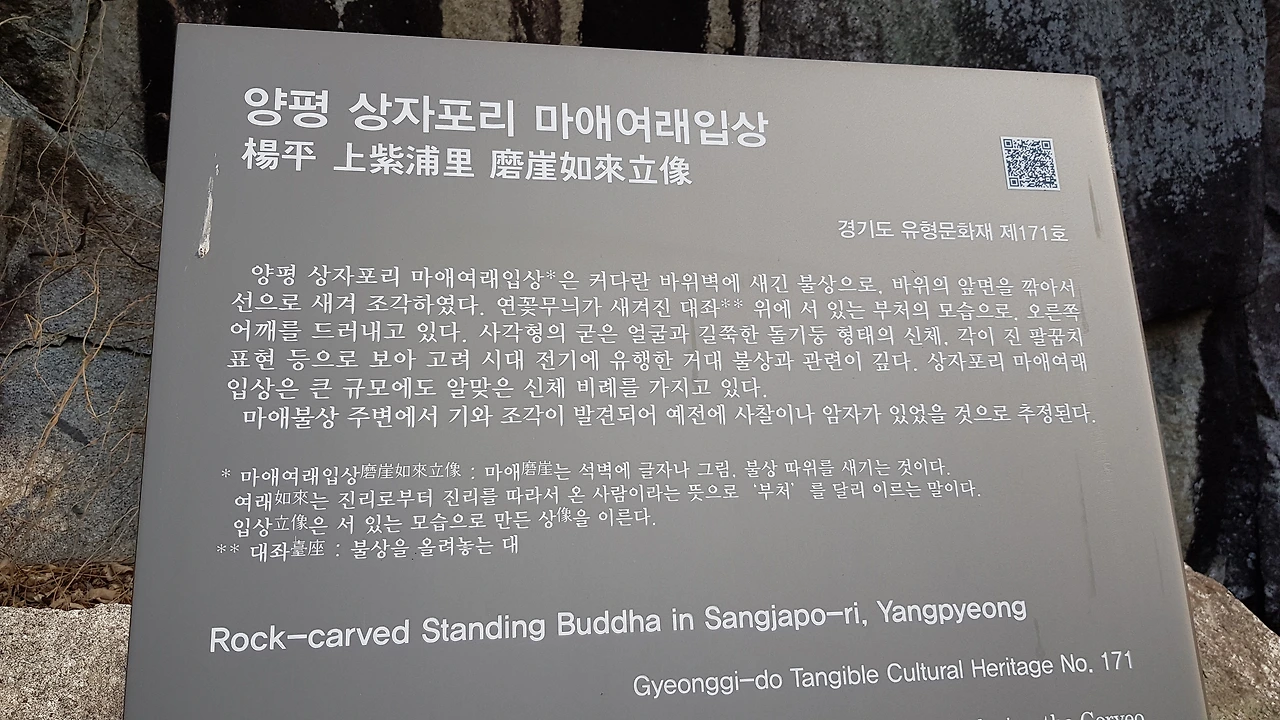 양평 상자포리 마애여래입상
楊平 上紫浦里 磨崖如來立像
경기도 유형문화재 제171호
양평 상자포리 마애여래입상*은 커다란 바위벽에 새긴 불상으로, 바위의 앞면을 깎아서
선으로 새겨 조각하였다. 연꽃무늬가 새겨진 대좌** 위에 서 있는 부처의 모습으로, 오른쪽
어깨를 드러내고 있다. 사각형의 굳은 얼굴과 길쭉한 돌기둥 형태의 신체, 각이 진 팔꿈치
표현 등으로 보아 고려 시대 전기에 유행한 거대 불상과 관련이 깊다. 상자포리 마애여래
입상은 큰 규모에도 알맞은 신체 비례를 가지고 있다.
마애불상 주변에서 기와 조각이 발견되어 예전에 사찰이나 암자가 있었을 것으로 추정된다.
* 마애여래입상磨崖如來立像 : 마애磨崖는 석벽에 글자나 그림, 불상 따위를 새기는 것이다.
여래如來는 진리로부터 진리를 따라서 온 사람이라는 뜻으로 '부처' 를 달리 이르는 말이다.
입상立像은 서 있는 모습으로 만든 상像을 이른다.
** 대좌臺座 : 불상을 올려놓는 대
Rock-carved Standing Buddha in Sangjapo-ri, Yangpyeong
Gyeonggi-do Tangible Cultural Heritage No. 171
the Goryeo